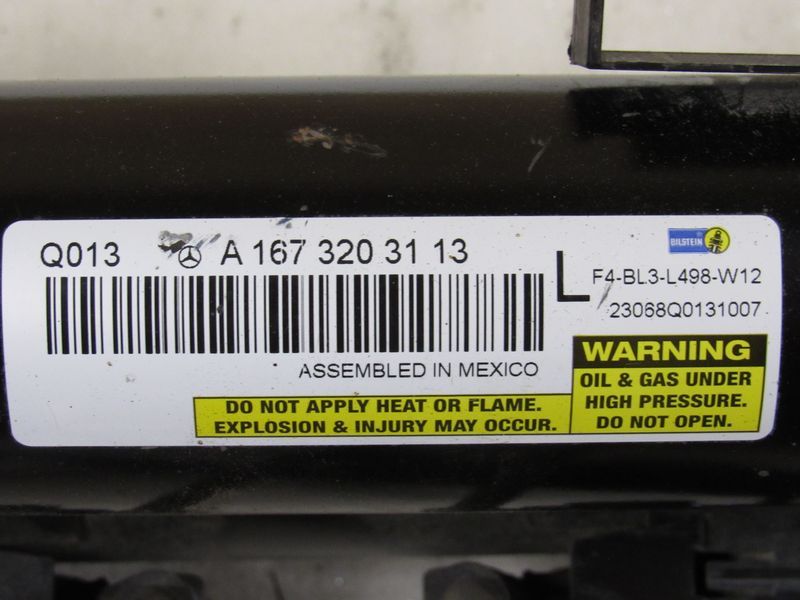 Q013 A 167 320 31 13
BILSTEIN
L F4-BL3-L498-W12
23068Q0131007
ASSEMBLED IN MEXICO
WARNING
OIL & GAS UNDER
HIGH PRESSURE.
DO NOT OPEN.
DO NOT APPLY HEAT OR FLAME.
EXPLOSION & INJURY MAY OCCUR.